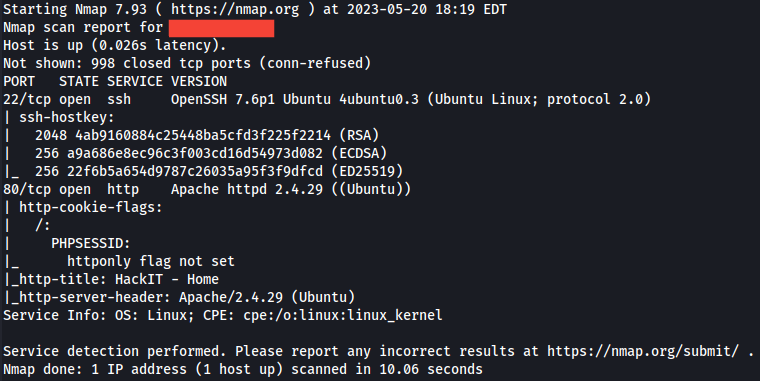 Starting Nmap 7.93 ( https://nmap.org ) at 2023-05-20 18:19 EDT
Nmap scan report for
Host is up (0.026s latency).
Not shown: 998 closed tcp ports (conn-refused)
PORT   STATE SERVICE VERSION
22/tcp open  ssh     OpenSSH 7.6p1 Ubuntu 4ubuntu0.3 (Ubuntu Linux; protocol 2.0)
| ssh-hostkey:
|   2048 4ab9160884c25448ba5cfd3f225f2214 (RSA)
|   256 a9a686e8ec96c3f003cd16d54973d082 (ECDSA)
|_  256 22f6b5a654d9787c26035a95f3f9dfcd (ED25519)
80/tcp open  http    Apache httpd 2.4.29 ((Ubuntu))
| http-cookie-flags:
|   /:
|     PHPSESSID:
|_      httponly flag not set
|_http-title: HackIT - Home
|_http-server-header: Apache/2.4.29 (Ubuntu)
Service Info: OS: Linux; CPE: cpe:/o:linux:linux_kernel

Service detection performed. Please report any incorrect results at https://nmap.org/submit/ .
Nmap done: 1 IP address (1 host up) scanned in 10.06 seconds